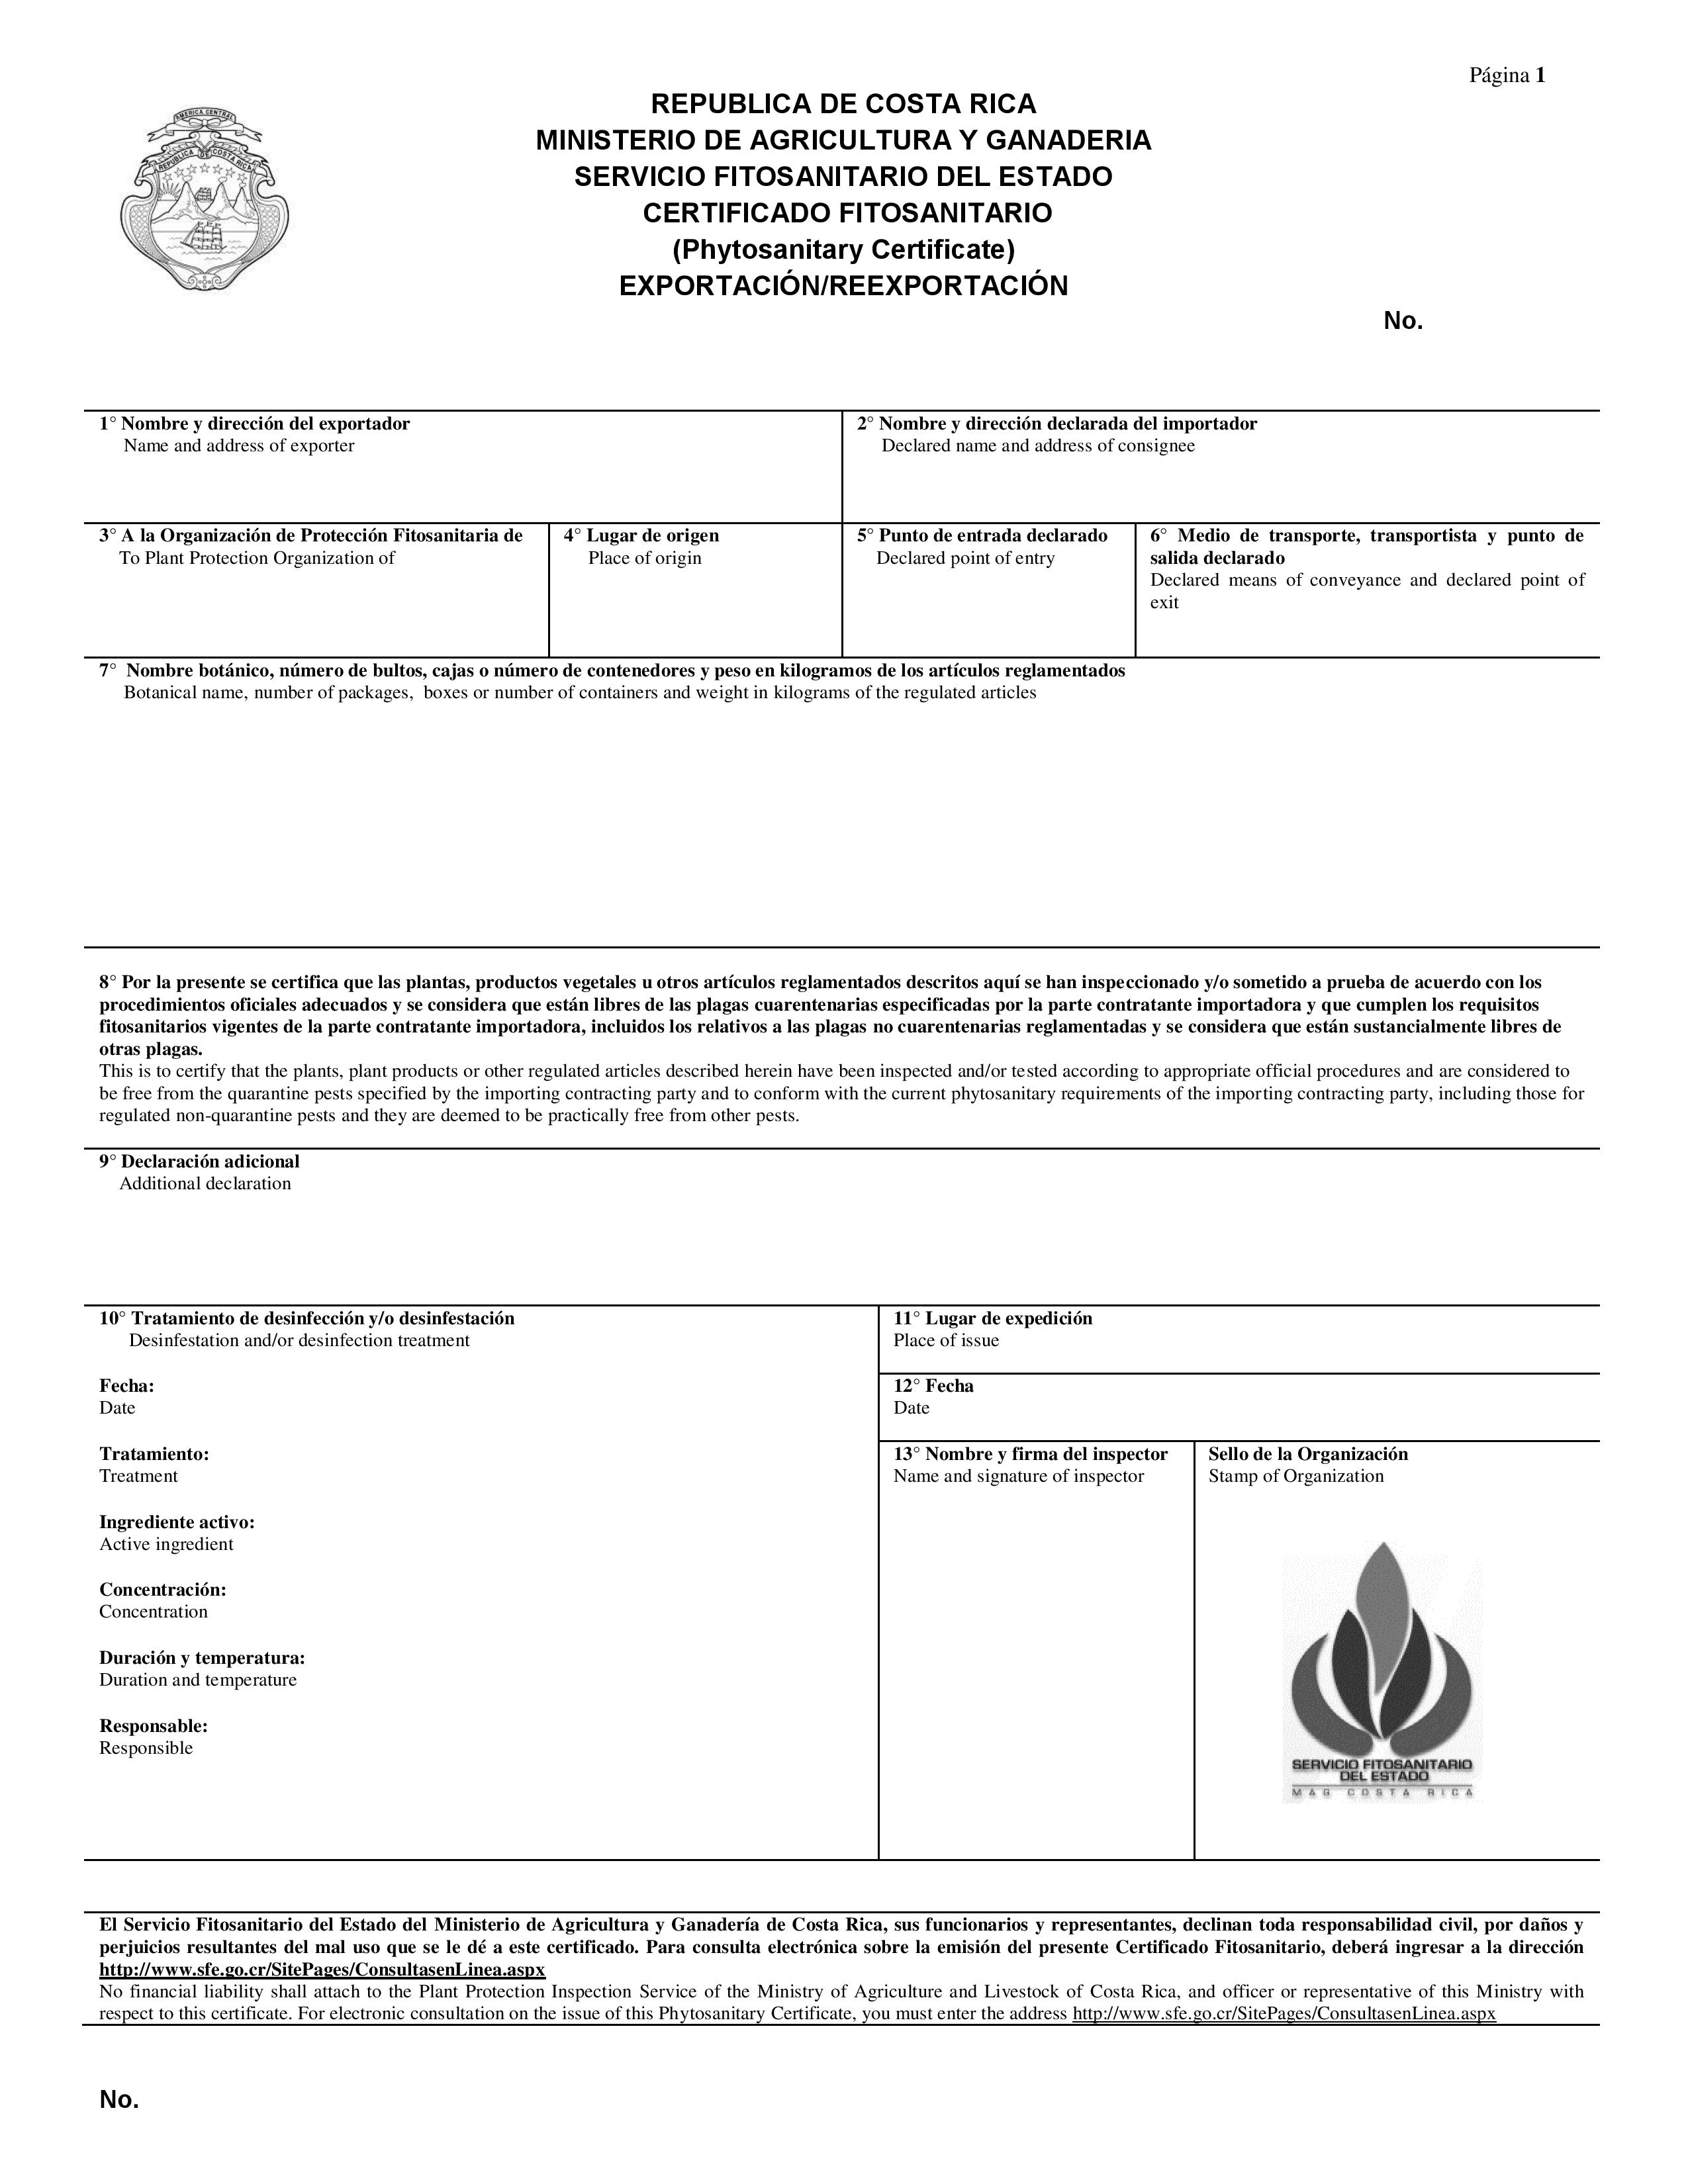 Página 1
REPUBLICA DE COSTA RICA
MINISTERIO DE AGRICULTURA Y GANADERIA
SERVICIO FITOSANITARIO DEL ESTADO
CERTIFICADO FITOSANITARIO
(Phytosanitary Certificate)
EXPORTACIÓN/REEXPORTACIÓN
AMERICA CENTRAL
REPUBLICA DE COSTA RICA
No.
1° Nombre y dirección del exportador
Name and address of exporter
2° Nombre y dirección declarada del importador
Declared name and address of consignee
3° A la Organización de Protección Fitosanitaria de
To Plant Protection Organization of
4° Lugar de origen
Place of origin
5° Punto de entrada declarado
Declared point of entry
6° Medio de transporte, transportista y punto de
salida declarado
Declared means of conveyance and declared point of
exit
7° Nombre botánico, número de bultos, cajas o número de contenedores y peso en kilogramos de los artículos reglamentados
Botanical name, number of packages, boxes or number of containers and weight in kilograms of the regulated articles
8° Por la presente se certifica que las plantas, productos vegetales u otros artículos reglamentados descritos aquí se han inspeccionado y/o sometido a prueba de acuerdo con los
procedimientos oficiales adecuados y se considera que están libres de las plagas cuarentenarias especificadas por la parte contratante importadora y que cumplen los requisitos
fitosanitarios vigentes de la parte contratante importadora, incluidos los relativos a las plagas no cuarentenarias reglamentadas y se considera que están sustancialmente libres de
otras plagas.
This is to certify that the plants, plant products or other regulated articles described herein have been inspected and/or tested according to appropriate official procedures and are considered to
be free from the quarantine pests specified by the importing contracting party and to conform with the current phytosanitary requirements of the importing contracting party, including those for
regulated non-quarantine pests and they are deemed to be practically free from other pests.
9° Declaración adicional
Additional declaration
10° Tratamiento de desinfección y/o desinfestación
Desinfestation and/or desinfection treatment
Fecha:
Date
Tratamiento:
Treatment
Ingrediente activo:
Active ingredient
Concentración:
Concentration
Duración y temperatura:
Duration and temperature
Responsable:
Responsible
11° Lugar de expedición
Place of issue
12° Fecha
Date
13° Nombre y firma del inspector
Name and signature of inspector
Sello de la Organización
Stamp of Organization
SERVICIO FITOSANITARIO
DEL ESTADO
MAG COSTA RICA
El Servicio Fitosanitario del Estado del Ministerio de Agricultura y Ganadería de Costa Rica, sus funcionarios y representantes, declinan toda responsabilidad civil, por daños y
perjuicios resultantes del mal uso que se le dé a este certificado. Para consulta electrónica sobre la emisión del presente Certificado Fitosanitario, deberá ingresar a la dirección
http://www.sfe.go.cr/SitePages/ConsultasenLinea.aspx
No financial liability shall attach to the Plant Protection Inspection Service of the Ministry of Agriculture and Livestock of Costa Rica, and officer or representative of this Ministry with
respect to this certificate. For electronic consultation on the issue of this Phytosanitary Certificate, you must enter the address http://www.sfe.go.cr/SitePages/ConsultasenLinea.aspx
No.